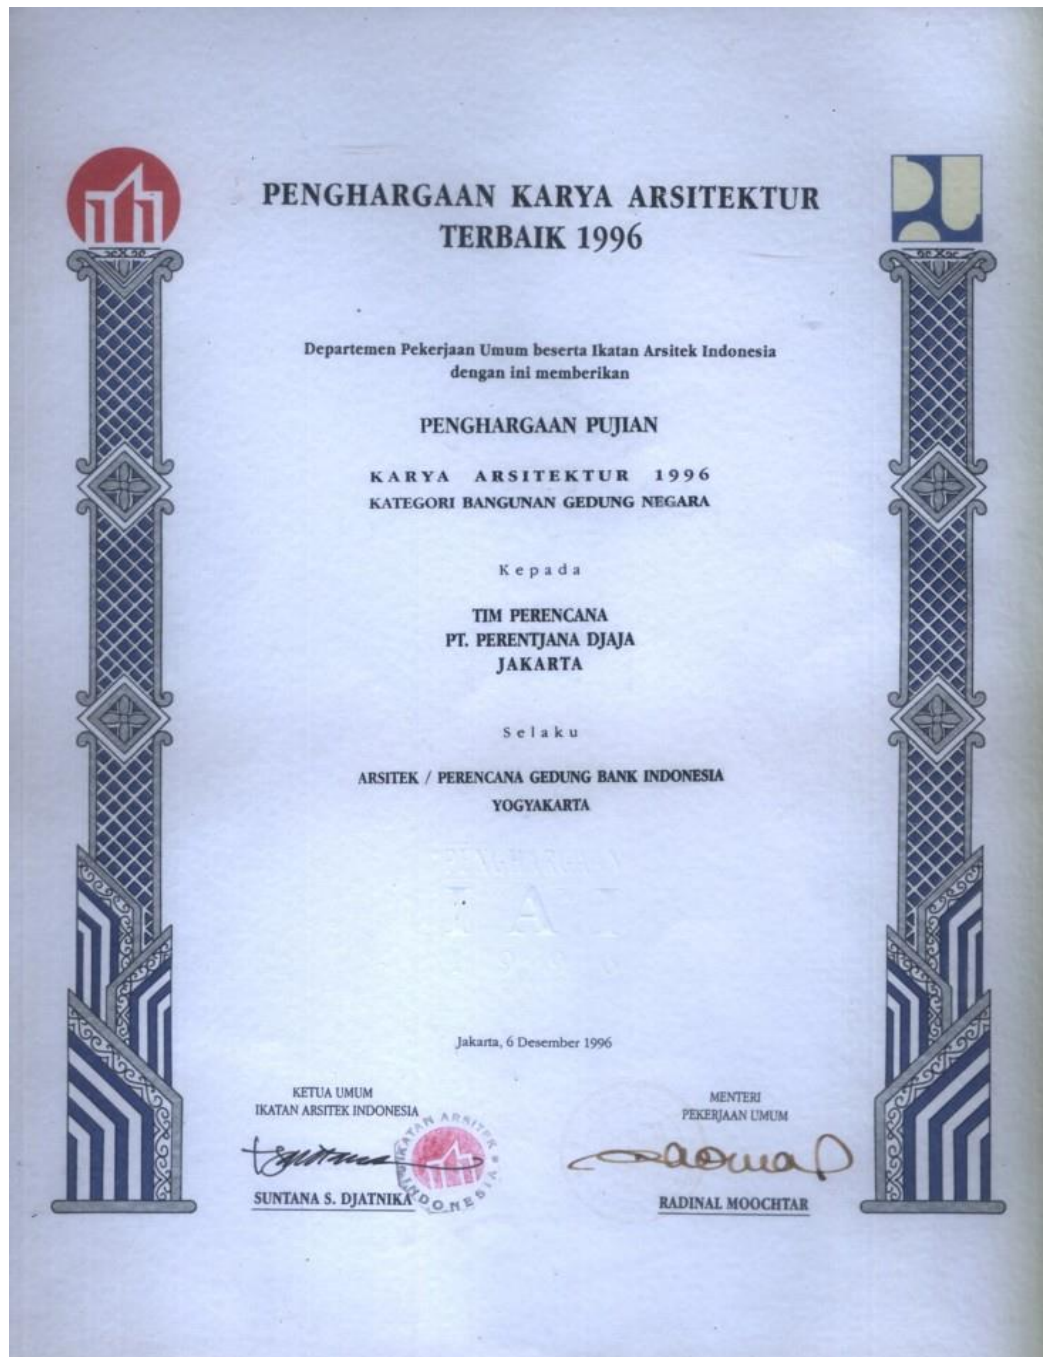 PENGHARGAAN KARYA ARSITEKTUR
TERBAIK 1996
Departemen Pekerjaan Umum beserta Ikatan Arsitek Indonesia
dengan ini memberikan
PENGHARGAAN PUJIAN
KARYA ARSITEKTUR 1996
KATEGORI BANGUNAN GEDUNG NEGARA
Kepada
TIM PERENCANA
PT. PERENTJANA DJAJA
JAKARTA
Selaku
ARSITEK / PERENCANA GEDUNG BANK INDONESIA
YOGYAKARTA
IAI
Jakarta, 6 Desember 1996
KETUA UMUM
IKATAN ARSITEK INDONESIA
IKATAN ARSITEK INDONESIA
SUNTANA S. DJATNIKA
MENTERI
PEKERJAAN UMUM
RADINAL MOOCHTAR